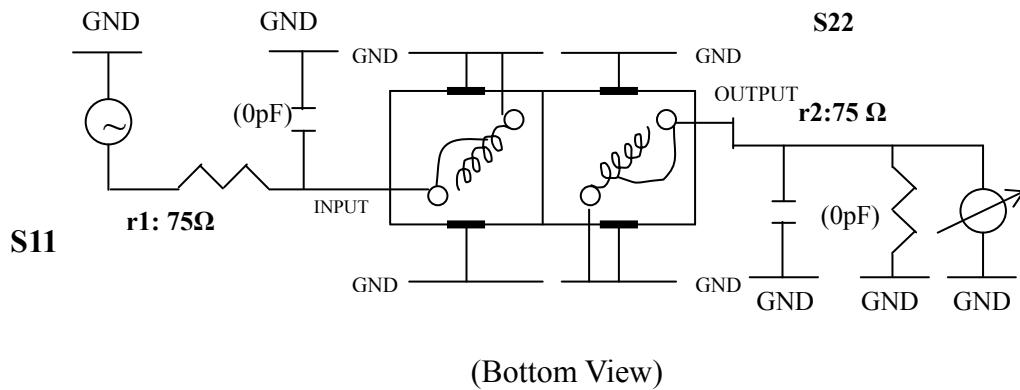 GND
GND
S22
GND
GND
OUTPUT
(0pF)
r2:75 Ω
INPUT
r1: 75Ω
(0pF)
S11
GND
GND
GND
GND
GND
(Bottom View)